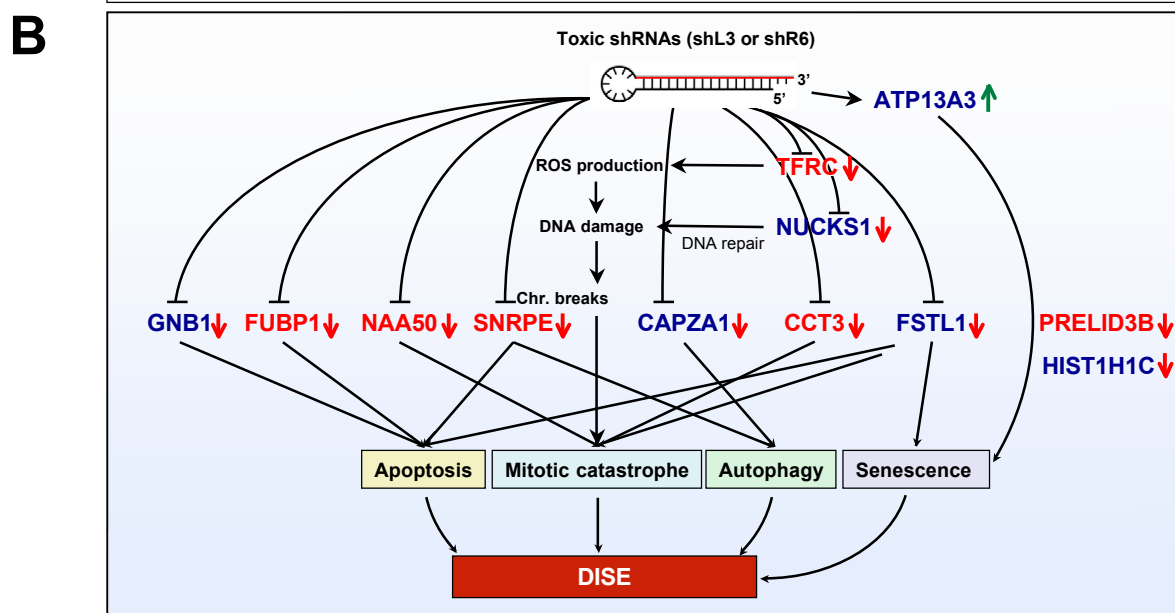 B
Toxic shRNAs (shL3 or shR6)
3’
5’
ATP13A3
ROS production
TFRC
DNA damage
NUCKS1
DNA repair
Chr. breaks
GNB1 FUBP1 NAA50 SNRPE CAPZA1 CCT3 FSTL1 PRELID3B
HIST1H1C
Apoptosis Mitotic catastrophe Autophagy Senescence
DISE